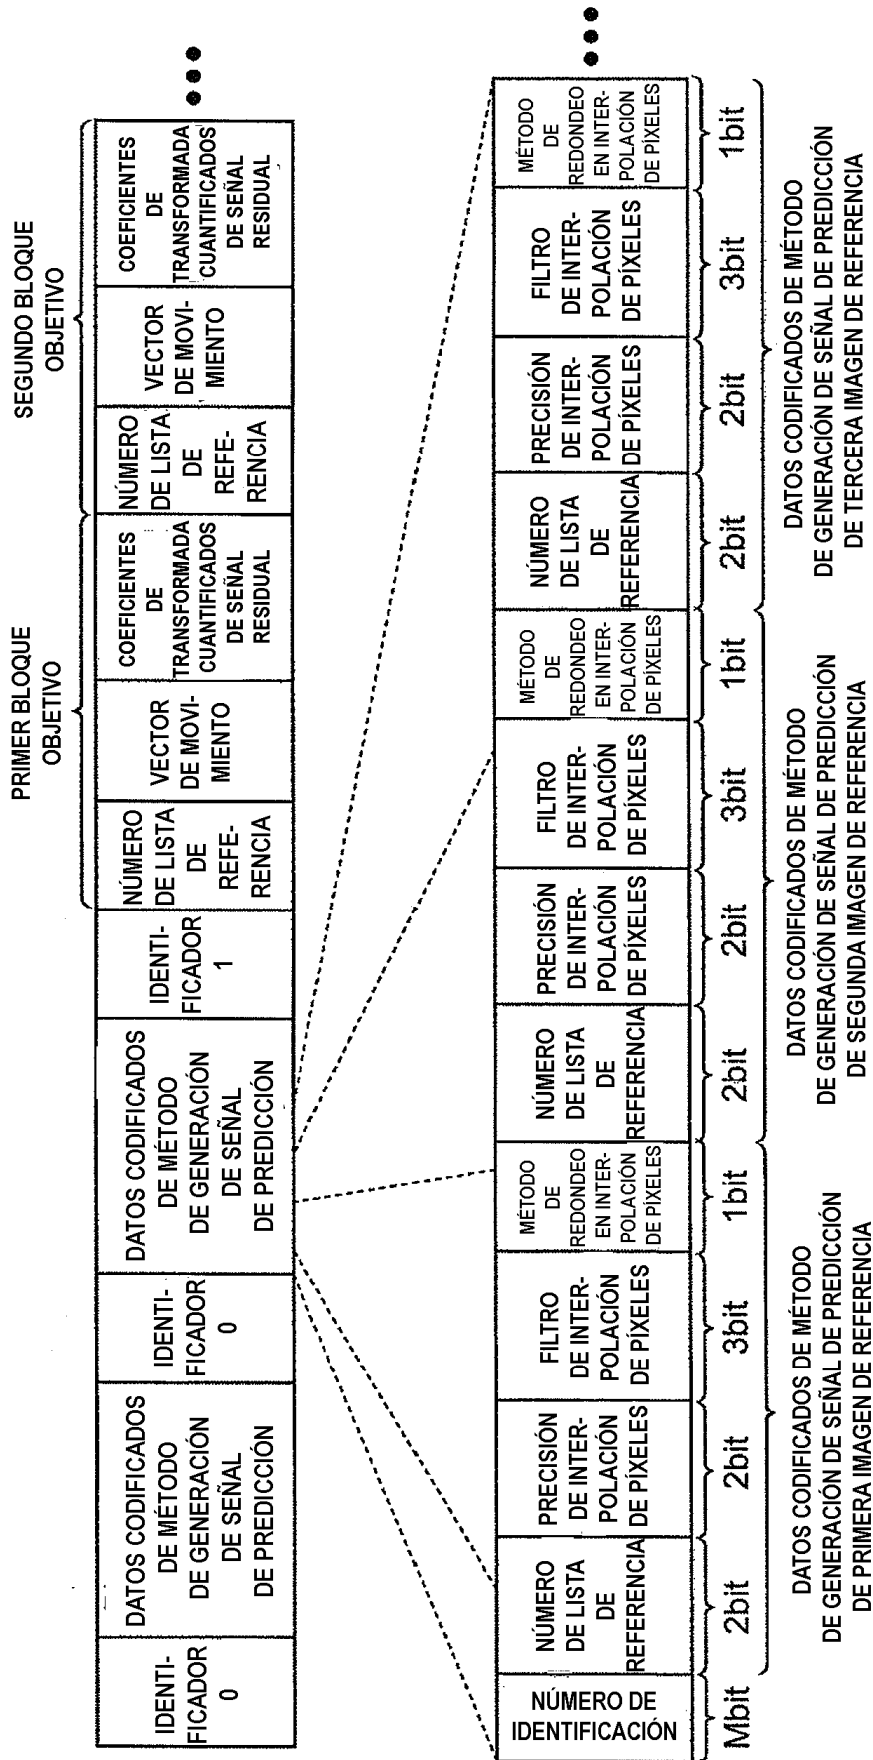 PRIMER BLOQUE
OBJETIVO
SEGUNDO BLOQUE
OBJETIVO
IDENTI-
FICADOR
0
DATOS CODIFICADOS
DE MÉTODO
DE GENERACIÓN
DE SEÑAL
DE PREDICCIÓN
IDENTI-
FICADOR
0
DATOS CODIFICADOS
DE MÉTODO
DE GENERACIÓN
DE SEÑAL
DE PREDICCIÓN
IDENTI-
FICADOR
1
NÚMERO
DE LISTA
DE
REFE-
RENCIA
VECTOR
DE MOVI-
MIENTO
COEFICIENTES
DE
TRANSFORMADA
CUANTIFICADOS
DE SEÑAL
RESIDUAL
NÚMERO
DE LISTA
DE
REFE-
RENCIA
VECTOR
DE MOVI-
MIENTO
COEFICIENTES
DE
TRANSFORMADA
CUANTIFICADOS
DE SEÑAL
RESIDUAL
NÚMERO DE
IDENTIFICACIÓN
NÚMERO
DE LISTA
DE
REFERENCIA
PRECISIÓN
DE INTER-
POLACIÓN
DE PÍXELES
FILTRO
DE INTER-
POLACIÓN
DE PÍXELES
MÉTODO
DE
REDONDEO
EN INTER-
POLACIÓN
DE PÍXELES
NÚMERO
DE LISTA
DE
REFERENCIA
PRECISIÓN
DE INTER-
POLACIÓN
DE PÍXELES
FILTRO
DE INTER-
POLACIÓN
DE PÍXELES
MÉTODO
DE
REDONDEO
EN INTER-
POLACIÓN
DE PÍXELES
NÚMERO
DE LISTA
DE
REFERENCIA
PRECISIÓN
DE INTER-
POLACIÓN
DE PÍXELES
FILTRO
DE INTER-
POLACIÓN
DE PÍXELES
MÉTODO
DE
REDONDEO
EN INTER-
POLACIÓN
DE PÍXELES
Mbit 2bit 2bit 3bit 1bit 2bit 2bit 3bit 1bit 2bit 2bit 3bit 1bit
DATOS CODIFICADOS DE MÉTODO
DE GENERACIÓN DE SEÑAL DE PREDICCIÓN
DE PRIMERA IMAGEN DE REFERENCIA
DATOS CODIFICADOS DE MÉTODO
DE GENERACIÓN DE SEÑAL DE PREDICCIÓN
DE SEGUNDA IMAGEN DE REFERENCIA
DATOS CODIFICADOS DE MÉTODO
DE GENERACIÓN DE SEÑAL DE PREDICCIÓN
DE TERCERA IMAGEN DE REFERENCIA